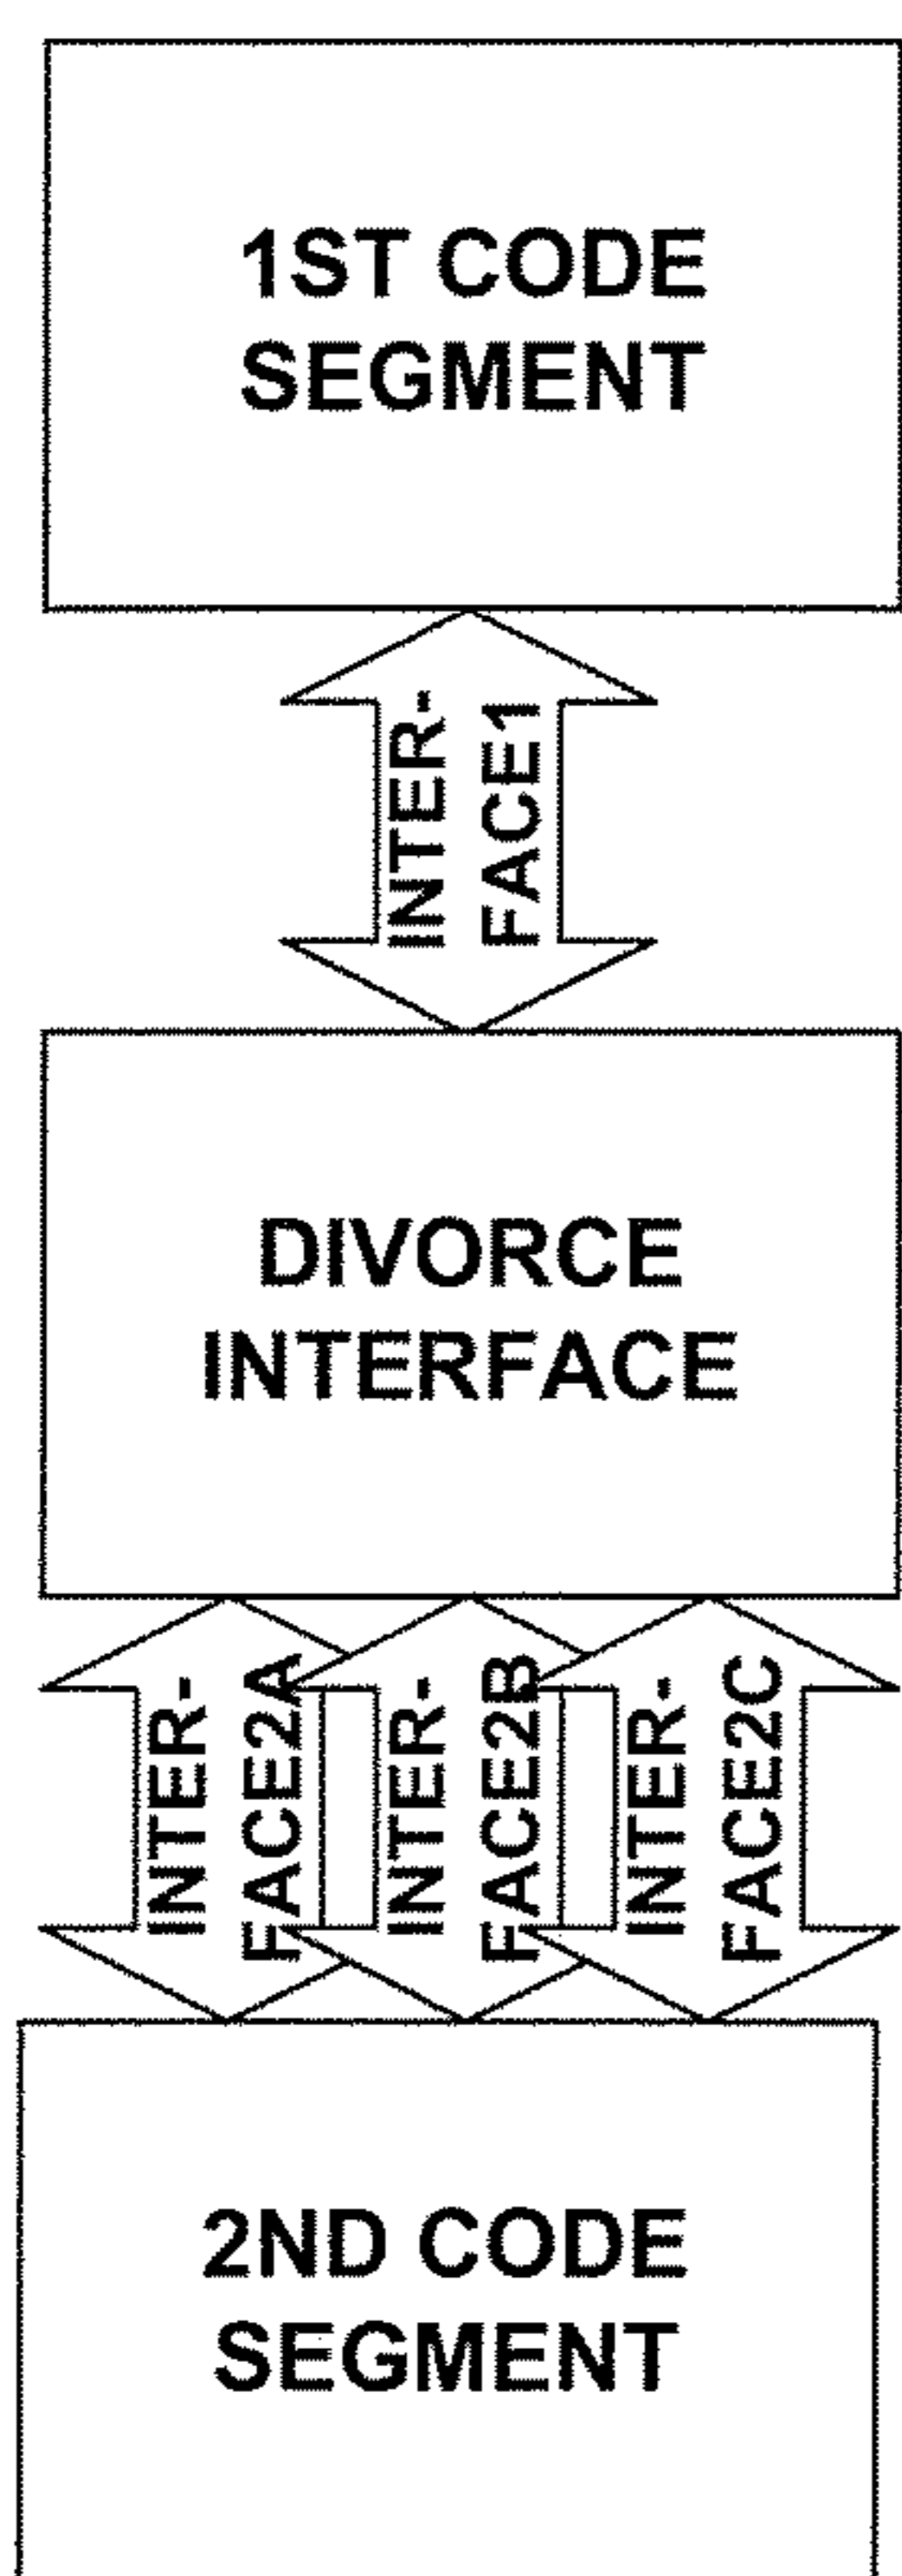 1ST CODE
SEGMENT
INTER-
FACE1
DIVORCE
INTERFACE
INTER-
FACE2A
INTER-
FACE2B
INTER-
FACE2C
2ND CODE
SEGMENT